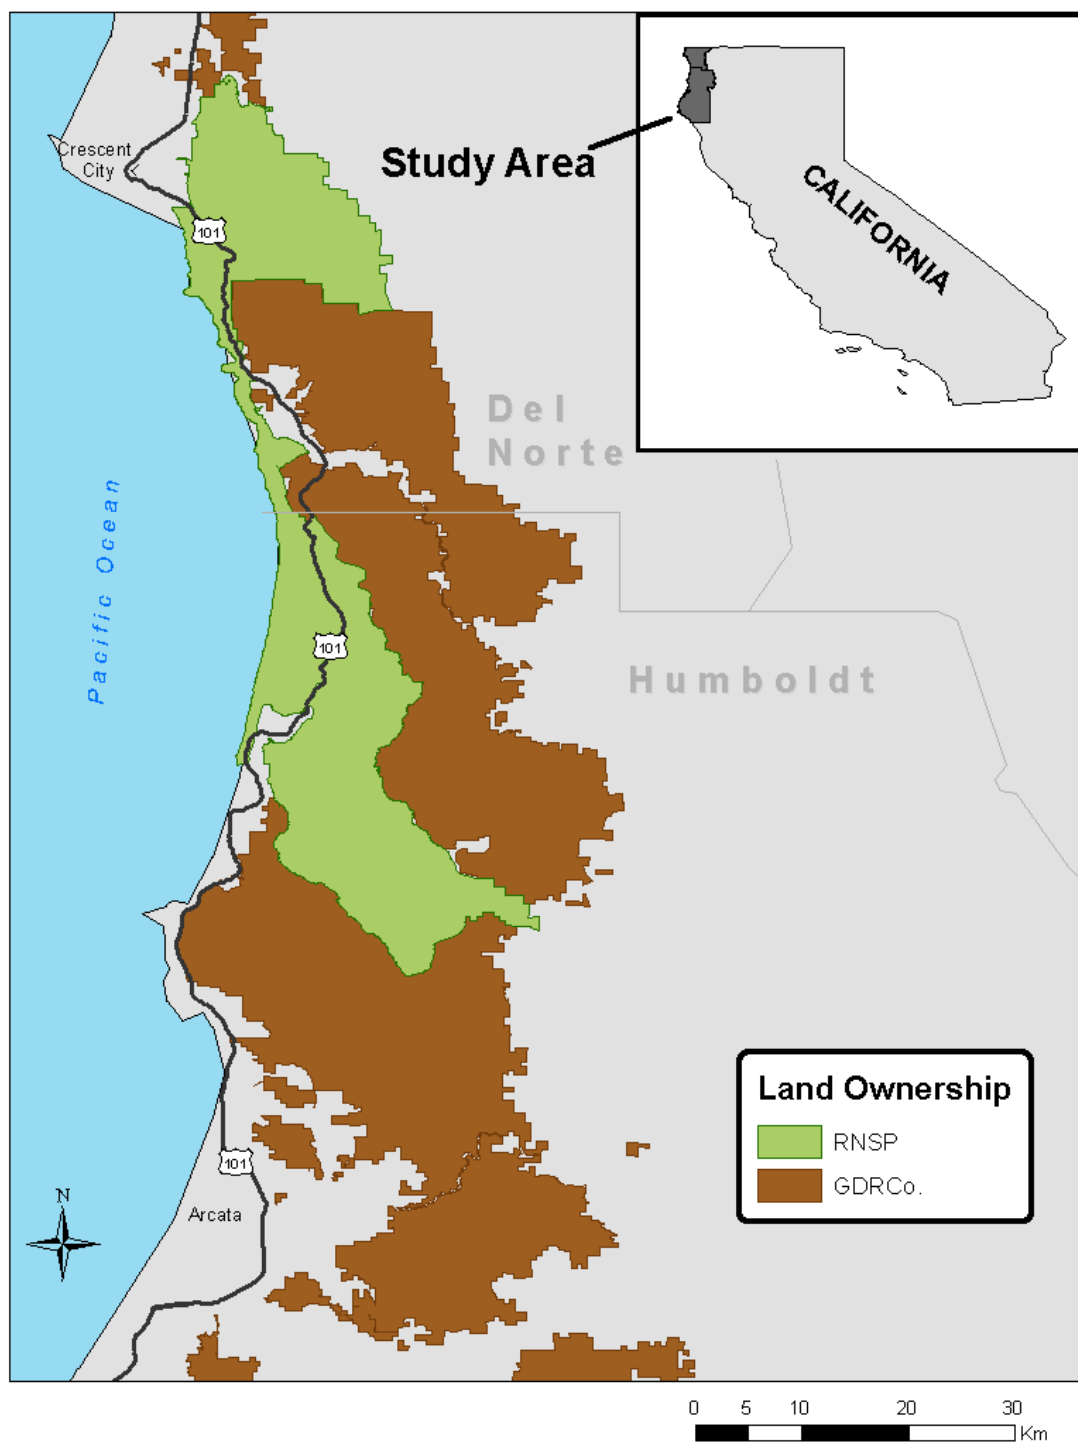 Crescent
City
101
Study Area
CALIFORNIA
Del
Norte
Pacific Ocean
101
Humboldt
Land Ownership
RNSP
GDRCo.
101
Arcata
N
0 5 10 20 30
Km